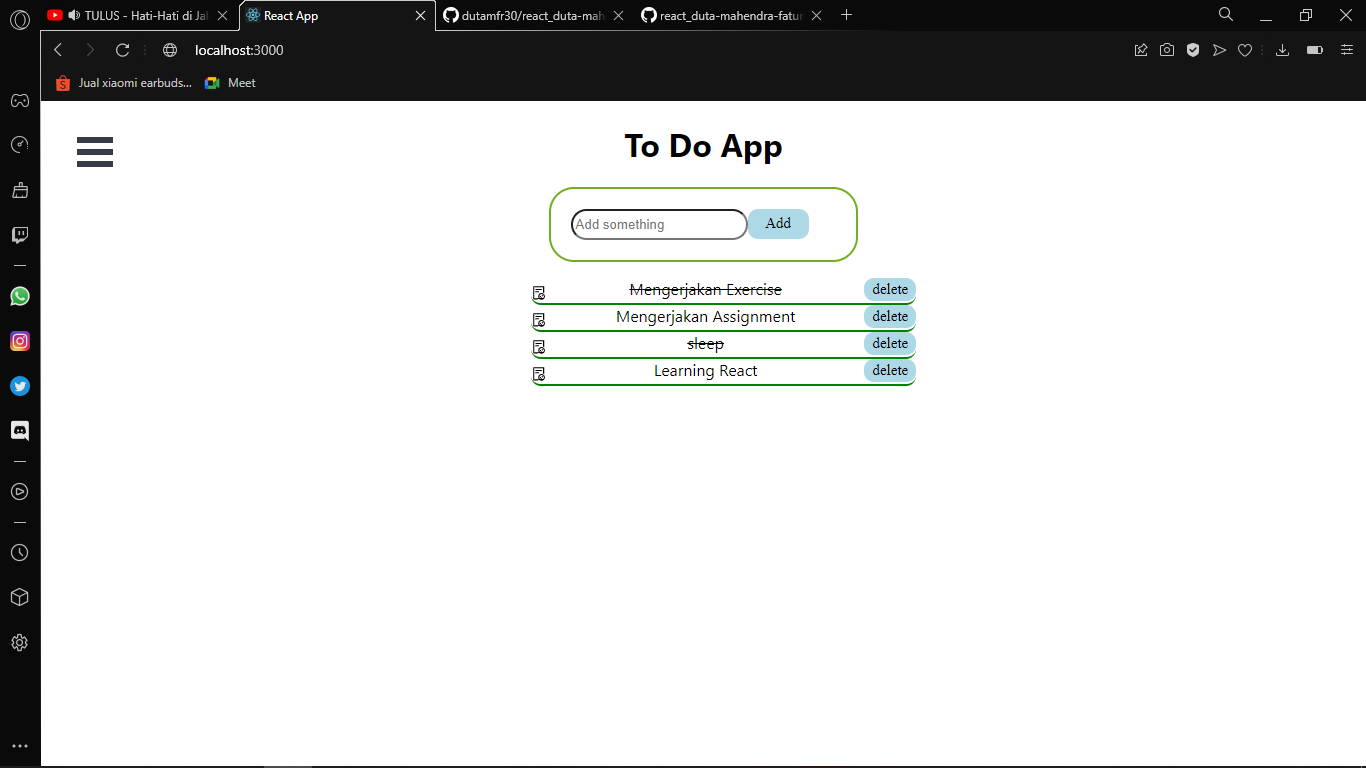 TULUS - Hati-Hati di Jal
React App
dutamfr30/react_duta-mah
react_duta-mahendra-fatur
localhost:3000
Jual xiaomi earbuds...
Meet
To Do App
Add something
Add
Mengerjakan Exercise delete
Mengerjakan Assignment delete
sleep delete
Learning React delete